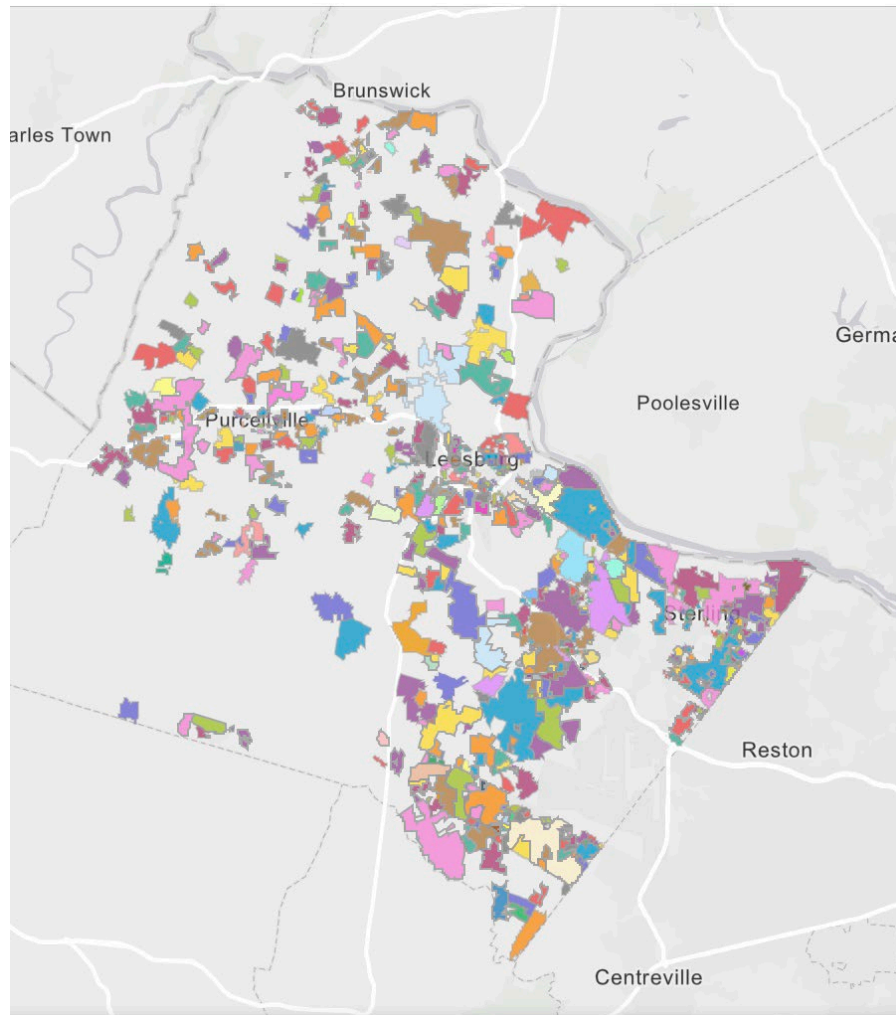 Brunswick
arles Town
Germa
Poolesville
Purcellville
Leesburg
Sterling
Reston
Centreville